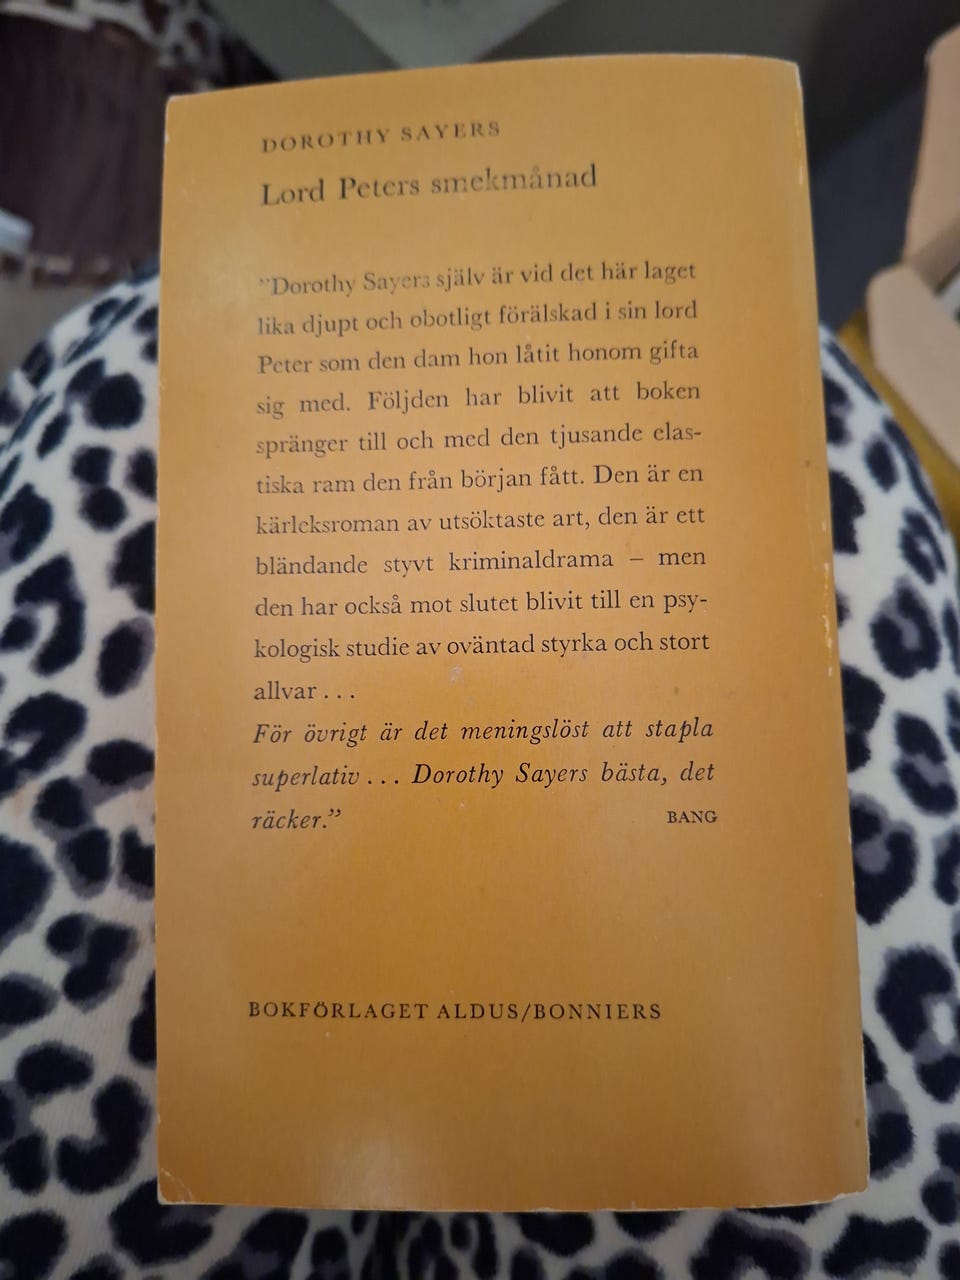 DOROTHY SAYERS
Lord Peters smekmånad
”Dorothy Sayers själv är vid det här laget
lika djupt och obotligt förälskad i sin lord
Peter som den dam hon låtit honom gifta
sig med. Följden har blivit att boken
spränger till och med den tjusande elas-
tiska ram den från början fått. Den är en
kärleksroman av utsöktaste art, den är ett
bländande styvt kriminaldrama – men
den har också mot slutet blivit till en psy-
kologisk studie av oväntad styrka och stort
allvar . . .
För övrigt är det meningslöst att stapla
superlativ . . . Dorothy Sayers bästa, det
räcker.” BANG
BOKFÖRLAGET ALDUS/BONNIERS